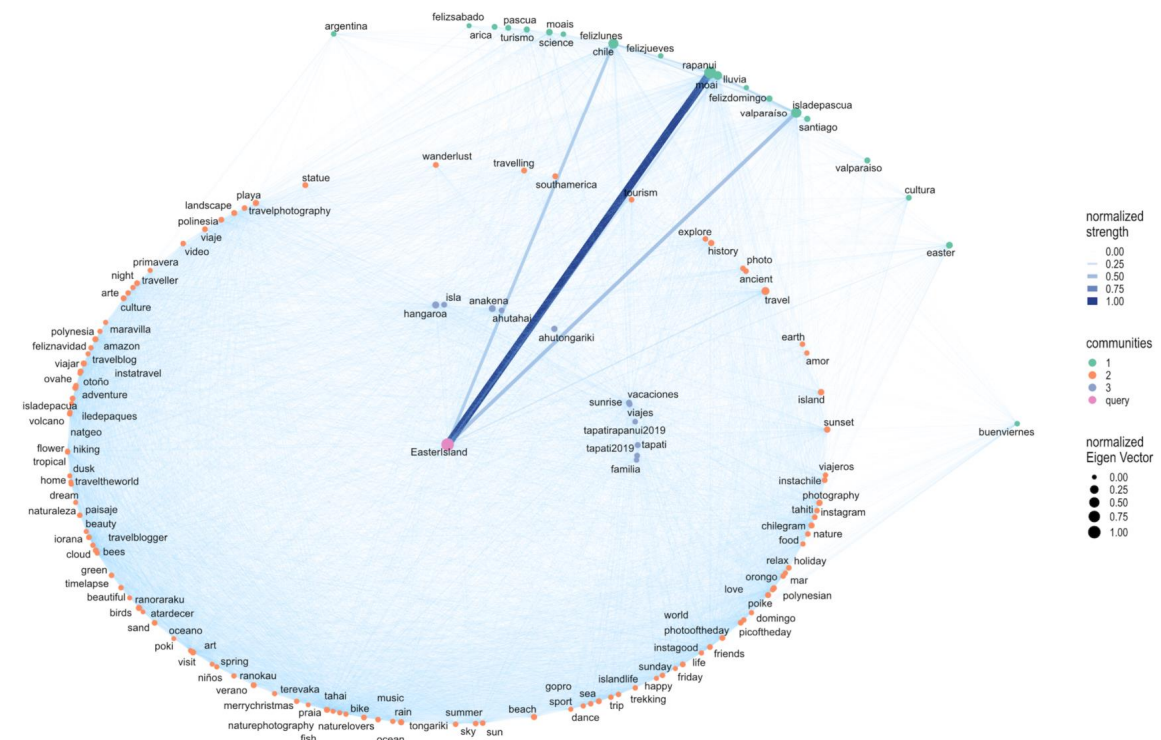 argentina
felizsabado
arica
pascua
turismo
moais
science
felizlunes
chile
felizjueves
rapanui
moai
lluvia
felizdomingo
isladepascua
valparaíso
santiago
valparaiso
cultura
easter
buenviernes
wanderlust
travelling
southamerica
tourism
statue
playa
landscape
travelphotography
polinesia
viaje
video
primavera
night
traveller
arte
culture
explore
history
photo
ancient
travel
isla
anakena
hangaroa
ahutahai
ahutongariki
polynesia
maravilla
feliznavidad
amazon
viajar
travelblog
instatravel
ovahe
otoño
adventure
isladepacua
iledepaques
volcano
natgeo
earth
amor
island
sunset
vacaciones
sunrise
viajes
tapatirapanui2019
tapati2019
tapati
familia
EasterIsland
flower
hiking
tropical
dusk
home
traveltheworld
dream
naturaleza
paisaje
beauty
iorana
travelblogger
cloud
bees
green
timelapse
beautiful
ranoraraku
birds
atardecer
sand
oceano
poki
art
visit
spring
niños
ranokau
verano
terevaka
merrychristmas
tahai
praia
bike
music
rain
naturephotography
naturelovers
tongariki
fish
ocean
summer
sky
sun
beach
gopro
sport
sea
dance
islandlife
trip
trekking
happy
sunday
friday
instagood
life
friends
world
photooftheday
picoftheday
domingo
poike
love
polynesian
orongo
mar
relax
holiday
food
nature
chilegram
tahiti
instagram
photography
instachile
viajeros
normalized
strength
0.00
0.25
0.50
0.75
1.00
communities
1
2
3
query
normalized
Eigen Vector
0.00
0.25
0.50
0.75
1.00